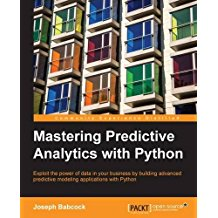 Community Experience Distilled
Mastering Predictive
Analytics with Python
Exploit the power of data in your business by building advanced
predictive modeling applications with Python
Joseph Babcock
PACKT open source
PUBLISHING